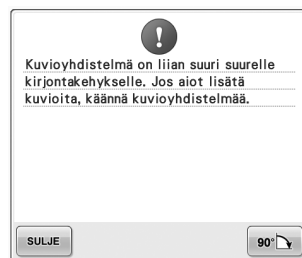 Kuvioyhdistelmä on liian suuri suurelle
kirjontakehykselle. Jos aiot lisätä
kuvioita, käännä kuvioyhdistelmää.
SULJE
90°